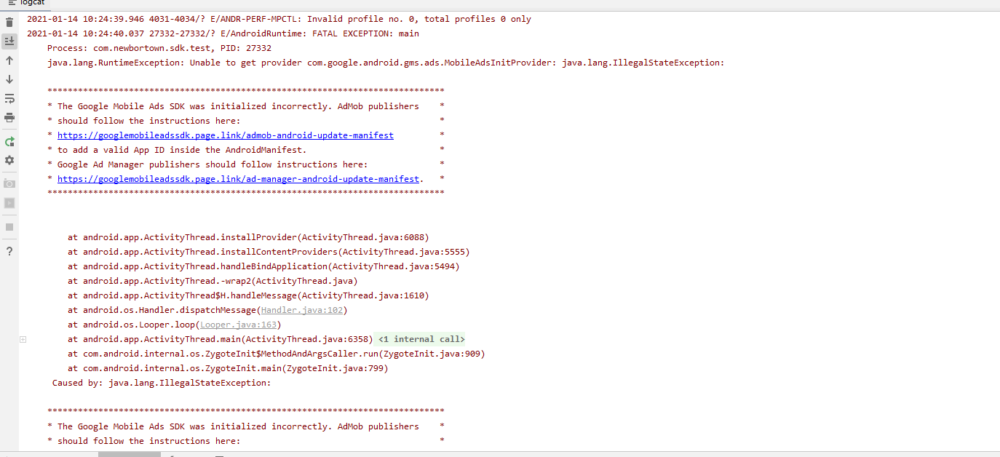 logcat
2021-01-14 10:24:39.946 4031-4034/? E/ANDR-PERF-MPCTL: Invalid profile no. 0, total profiles 0 only
2021-01-14 10:24:40.037 27332-27332/? E/AndroidRuntime: FATAL EXCEPTION: main
Process: com.newbortown.sdk.test, PID: 27332
java.lang.RuntimeException: Unable to get provider com.google.android.gms.ads.MobileAdsInitProvider: java.lang.IllegalStateException:
******************************************************************************
* The Google Mobile Ads SDK was initialized incorrectly. AdMob publishers    *
* should follow the instructions here:                                       *
* https://googlemobileadssdk.page.link/admob-android-update-manifest         *
* to add a valid App ID inside the AndroidManifest.                          *
* Google Ad Manager publishers should follow instructions here:              *
* https://googlemobileadssdk.page.link/ad-manager-android-update-manifest.   *
******************************************************************************
at android.app.ActivityThread.installProvider(ActivityThread.java:6088)
at android.app.ActivityThread.installContentProviders(ActivityThread.java:5555)
at android.app.ActivityThread.handleBindApplication(ActivityThread.java:5494)
at android.app.ActivityThread.-wrap2(ActivityThread.java)
at android.app.ActivityThread$H.handleMessage(ActivityThread.java:1610)
at android.os.Handler.dispatchMessage(Handler.java:102)
at android.os.Looper.loop(Looper.java:163)
at android.app.ActivityThread.main(ActivityThread.java:6358) <1 internal call>
at com.android.internal.os.ZygoteInit$MethodAndArgsCaller.run(ZygoteInit.java:909)
at com.android.internal.os.ZygoteInit.main(ZygoteInit.java:799)
Caused by: java.lang.IllegalStateException:
******************************************************************************
* The Google Mobile Ads SDK was initialized incorrectly. AdMob publishers    *
* should follow the instructions here:                                       *